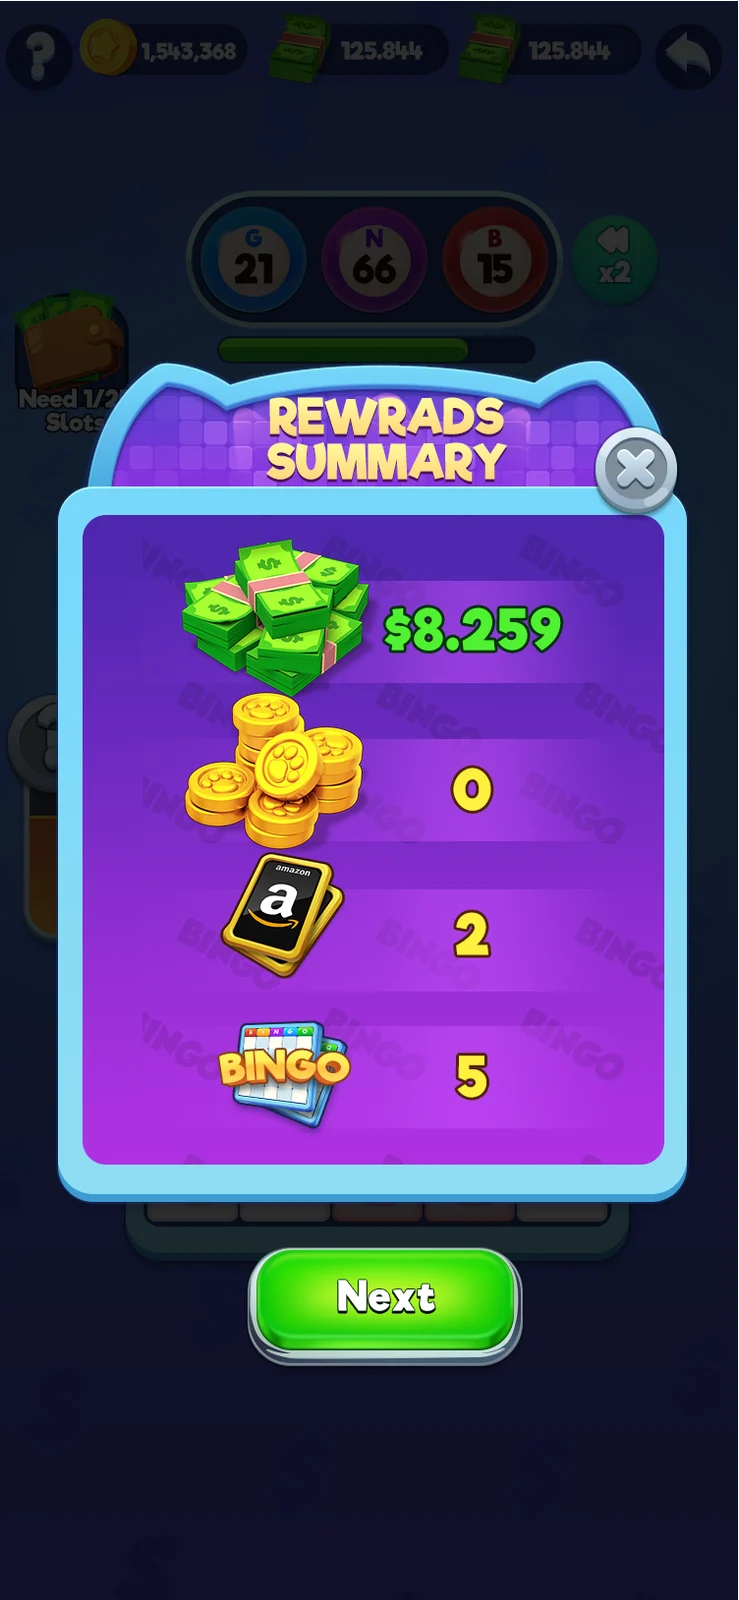 1,543,368 125.844 125.844
G N B
21 66 15
x2
Need 1/2
Slots
REWRADS
SUMMARY
$8.259
0
amazon
a
2
BINGO
BINGO
5
Next